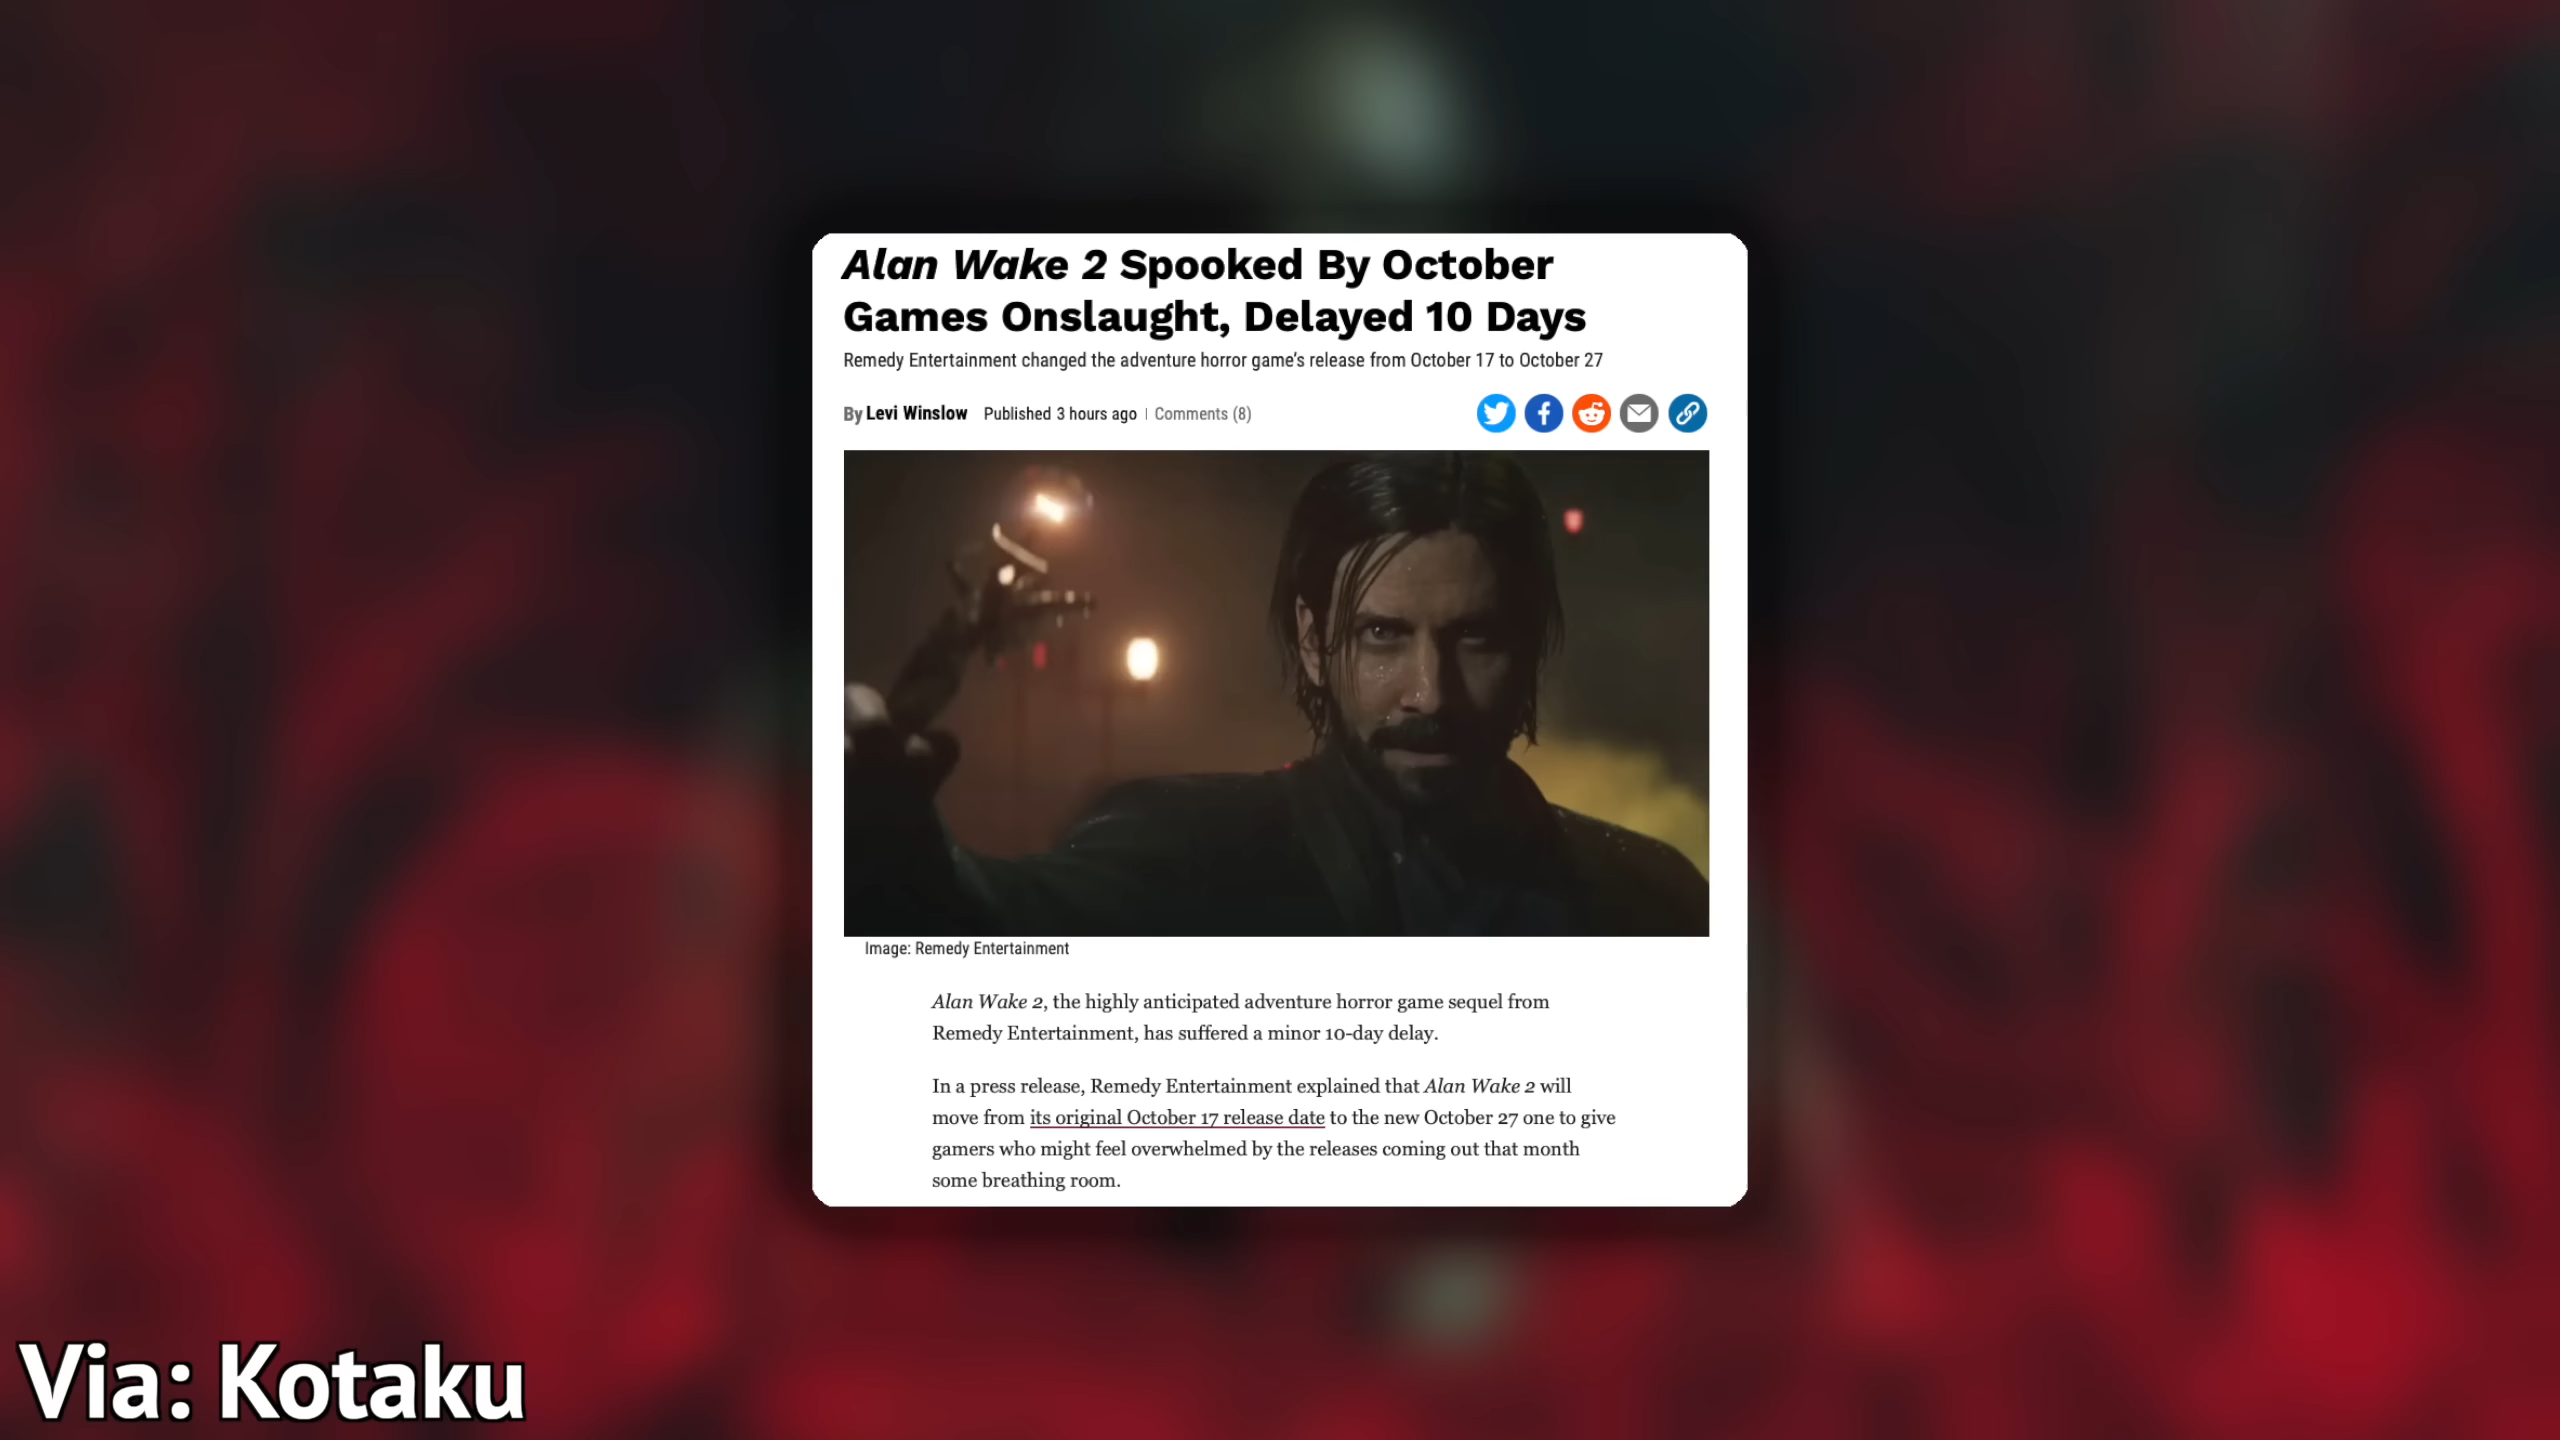 Alan Wake 2 Spooked By October
Games Onslaught, Delayed 10 Days
Remedy Entertainment changed the adventure horror game's release from October 17 to October 27
By Levi Winslow Published 3 hours ago | Comments (8)
Image: Remedy Entertainment
Alan Wake 2, the highly anticipated adventure horror game sequel from
Remedy Entertainment, has suffered a minor 10-day delay.
In a press release, Remedy Entertainment explained that Alan Wake 2 will
move from its original October 17 release date to the new October 27 one to give
gamers who might feel overwhelmed by the releases coming out that month
some breathing room.
Via: Kotaku